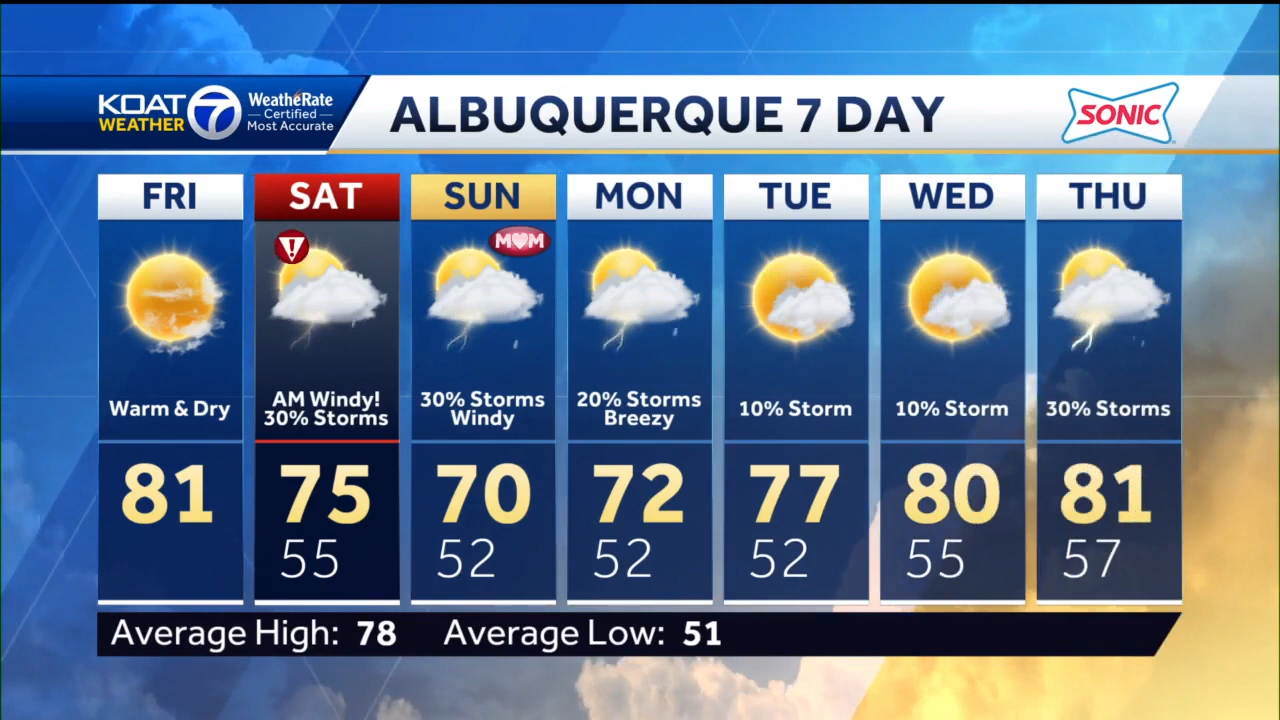 KOAT
WEATHER
7
WeatheRate
Certified
Most Accurate
ALBUQUERQUE 7 DAY
SONIC
FRI
SAT
SUN
MON
TUE
WED
THU
M♥M
Warm & Dry
AM Windy!
30% Storms
30% Storms
Windy
20% Storms
Breezy
10% Storm
10% Storm
30% Storms
81
75
70
72
77
80
81
55
52
52
52
55
57
Average High: 78 Average Low: 51